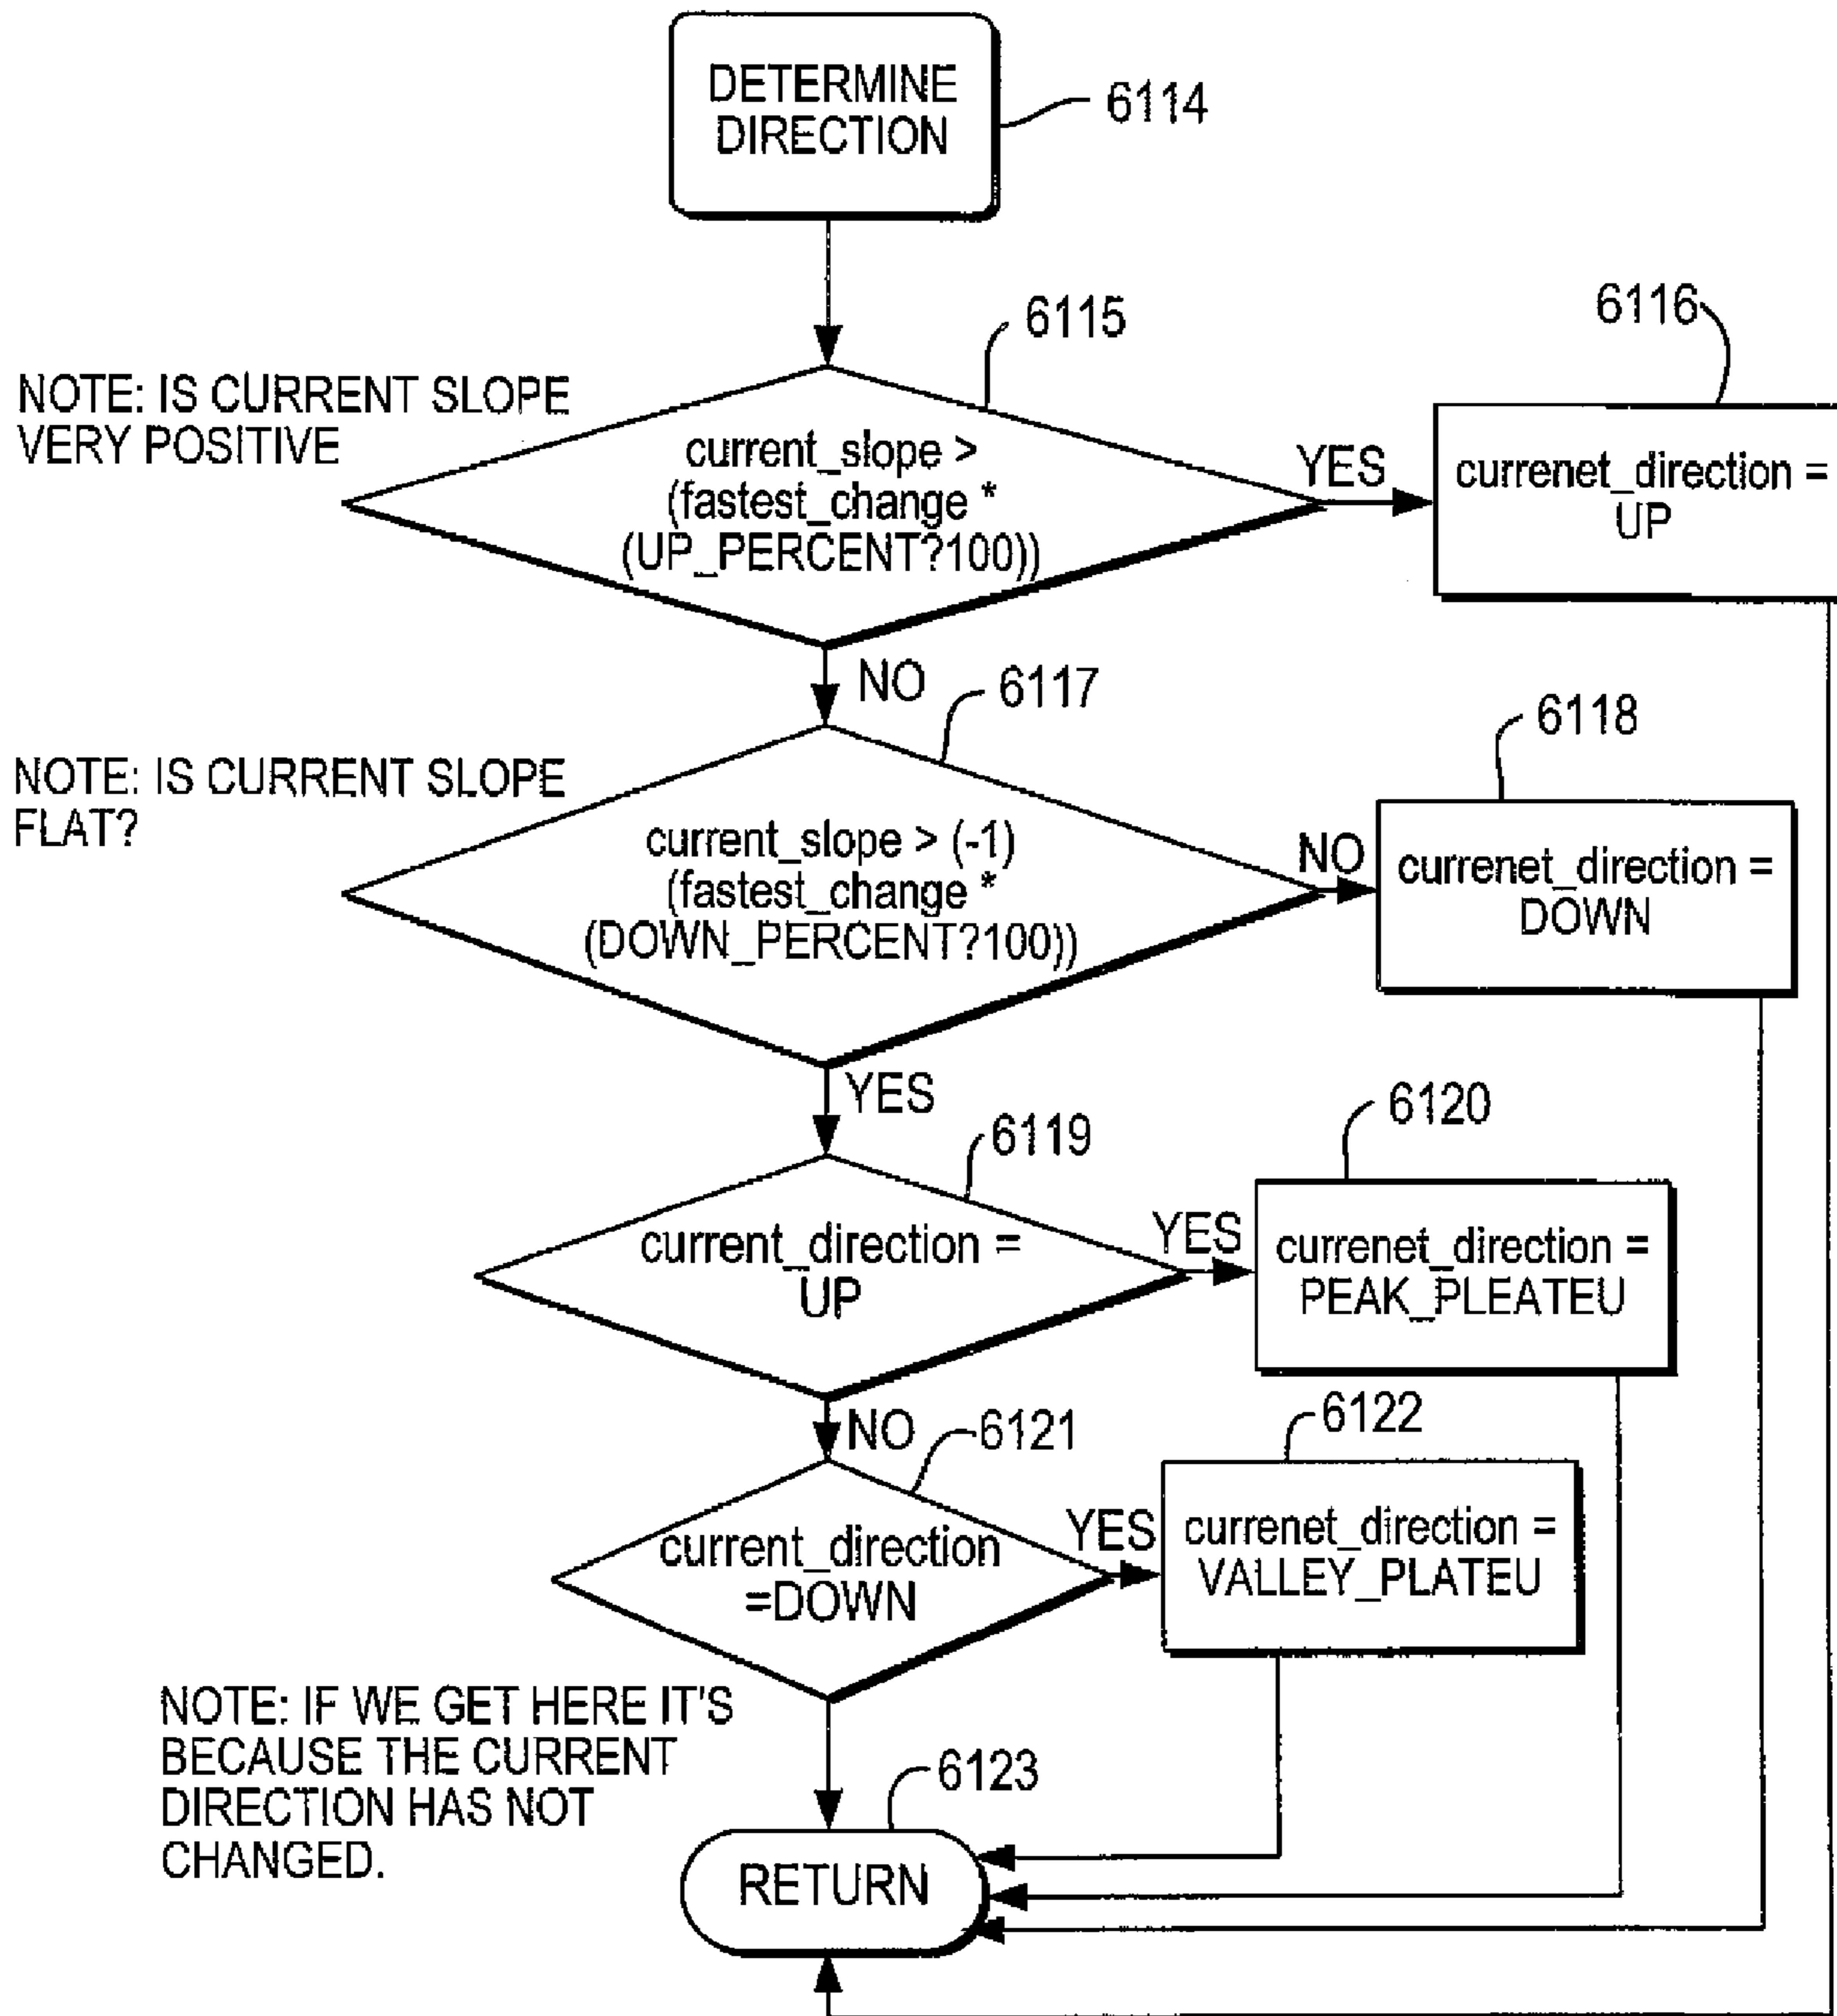 DETERMINE
DIRECTION
6114
6115
NOTE: IS CURRENT SLOPE
VERY POSITIVE
current_slope >
(fastest_change *
(UP_PERCENT?100))
YES
6116
currenet_direction =
UP
NO
6117
NOTE: IS CURRENT SLOPE
FLAT?
current_slope > (-1)
(fastest_change *
(DOWN_PERCENT?100))
NO
6118
currenet_direction =
DOWN
YES
6119
current_direction =
UP
YES
6120
currenet_direction =
PEAK_PLEATEU
NO
6121
current_direction
=DOWN
YES
6122
currenet_direction =
VALLEY_PLATEU
NOTE: IF WE GET HERE IT'S
BECAUSE THE CURRENT
DIRECTION HAS NOT
CHANGED.
6123
RETURN